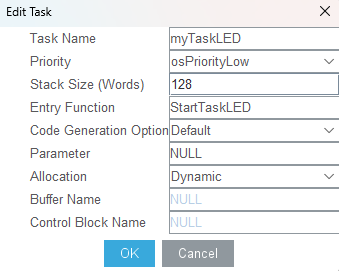 Edit Task
Task Name myTaskLED
Priority osPriorityLow
Stack Size (Words) 128
Entry Function StartTaskLED
Code Generation Option Default
Parameter NULL
Allocation Dynamic
Buffer Name NULL
Control Block Name NULL
OK Cancel